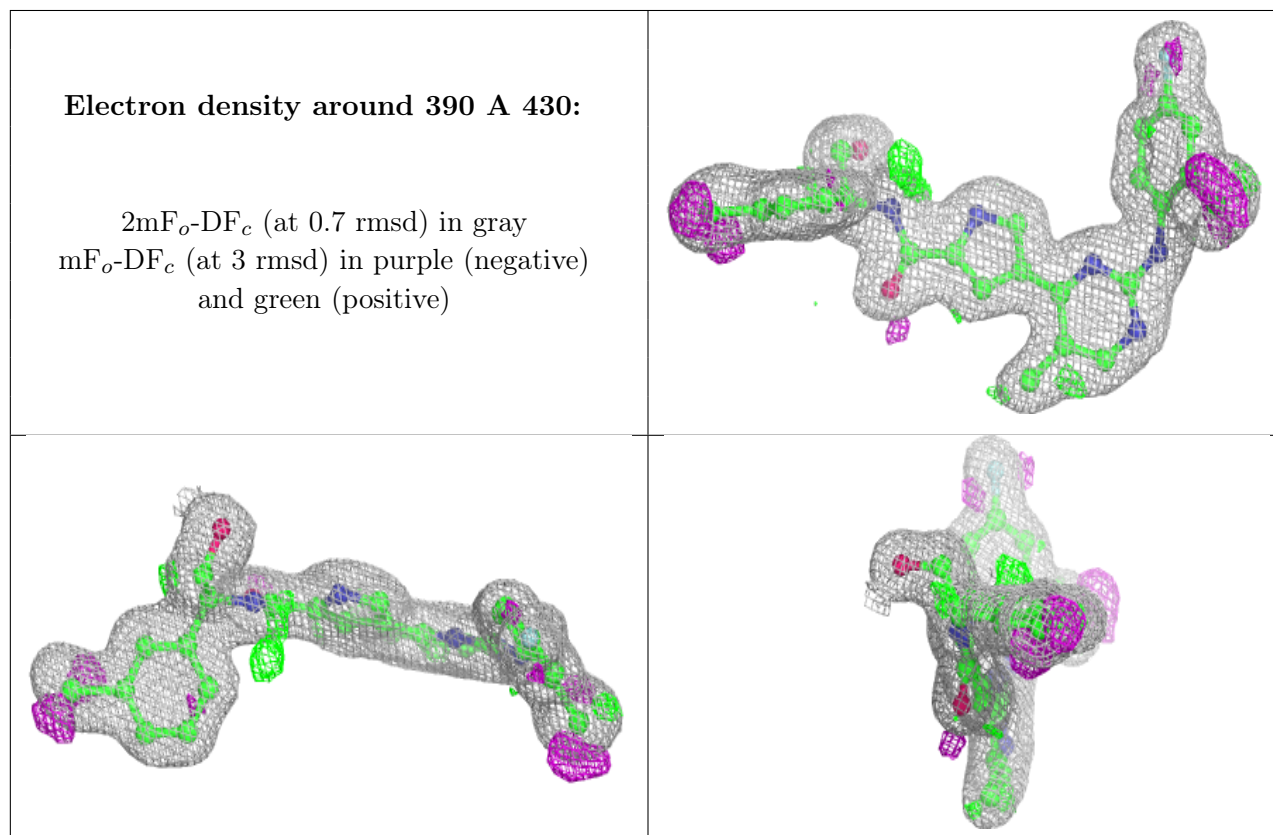 Electron density around 390 A 430:
2mFo-DFc (at 0.7 rmsd) in gray
mFo-DFc (at 3 rmsd) in purple (negative)
and green (positive)